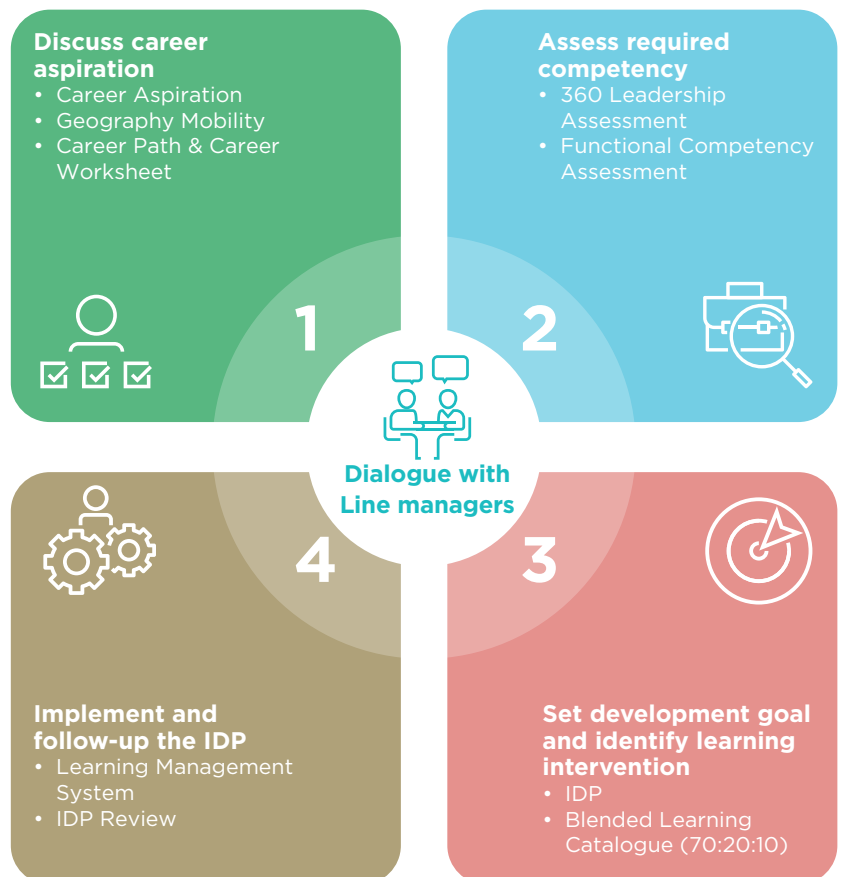 Discuss career
aspiration
• Career Aspiration
• Geography Mobility
• Career Path & Career
Worksheet
1
Assess required
competency
• 360 Leadership
Assessment
• Functional Competency
Assessment
2
Dialogue with
Line managers
3
Set development goal
and identify learning
intervention
• IDP
• Blended Learning
Catalogue (70:20:10)
4
Implement and
follow-up the IDP
• Learning Management
System
• IDP Review